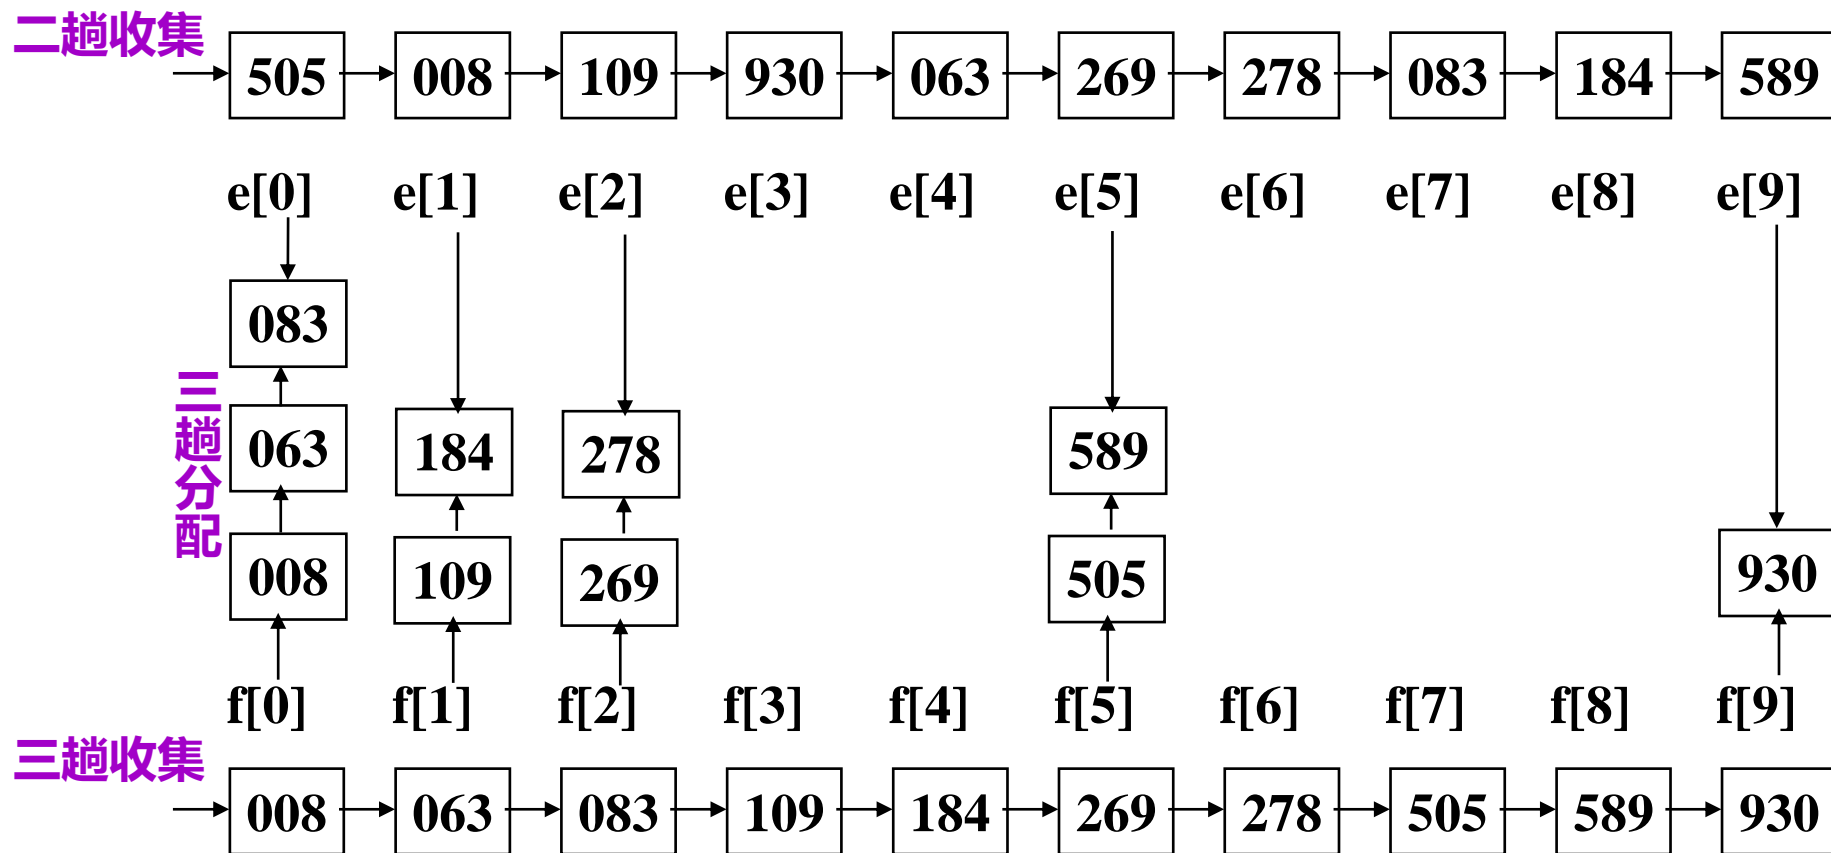 二趟收集 505 008 109 930 063 269 278 083 184 589
e[0] e[1] e[2] e[3] e[4] e[5] e[6] e[7] e[8] e[9]
083
三趟分配
063 184 278 589
008 109 269 505 930
f[0] f[1] f[2] f[3] f[4] f[5] f[6] f[7] f[8] f[9]
三趟收集 008 063 083 109 184 269 278 505 589 930